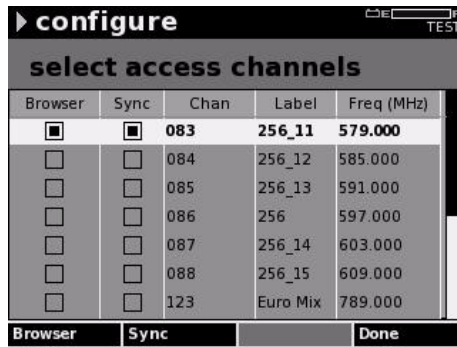 configure
E F
TEST
select access channels
Browser Sync Chan Label Freq (MHz)
083 256_11 579.000
084 256_12 585.000
085 256_13 591.000
086 256 597.000
087 256_14 603.000
088 256_15 609.000
123 Euro Mix 789.000
Browser Sync Done